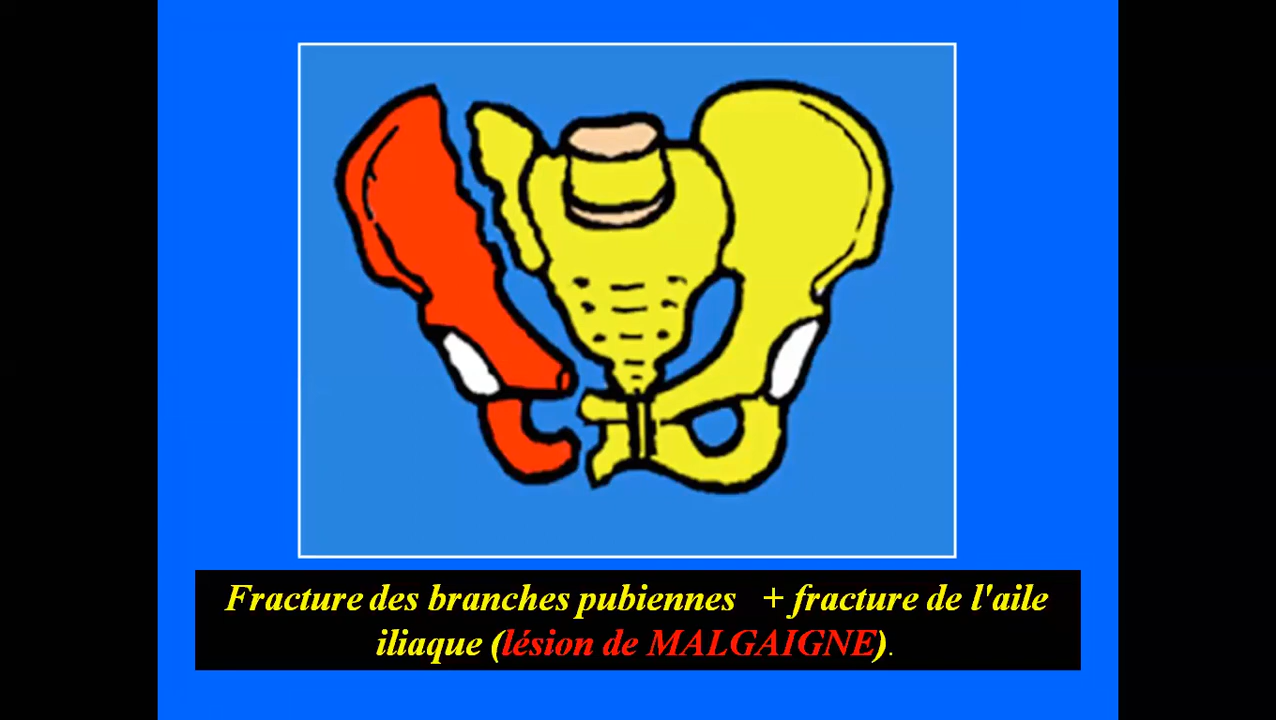 Fracture des branches pubiennes + fracture de l'aile
iliaque (lésion de MALGAIGNE).